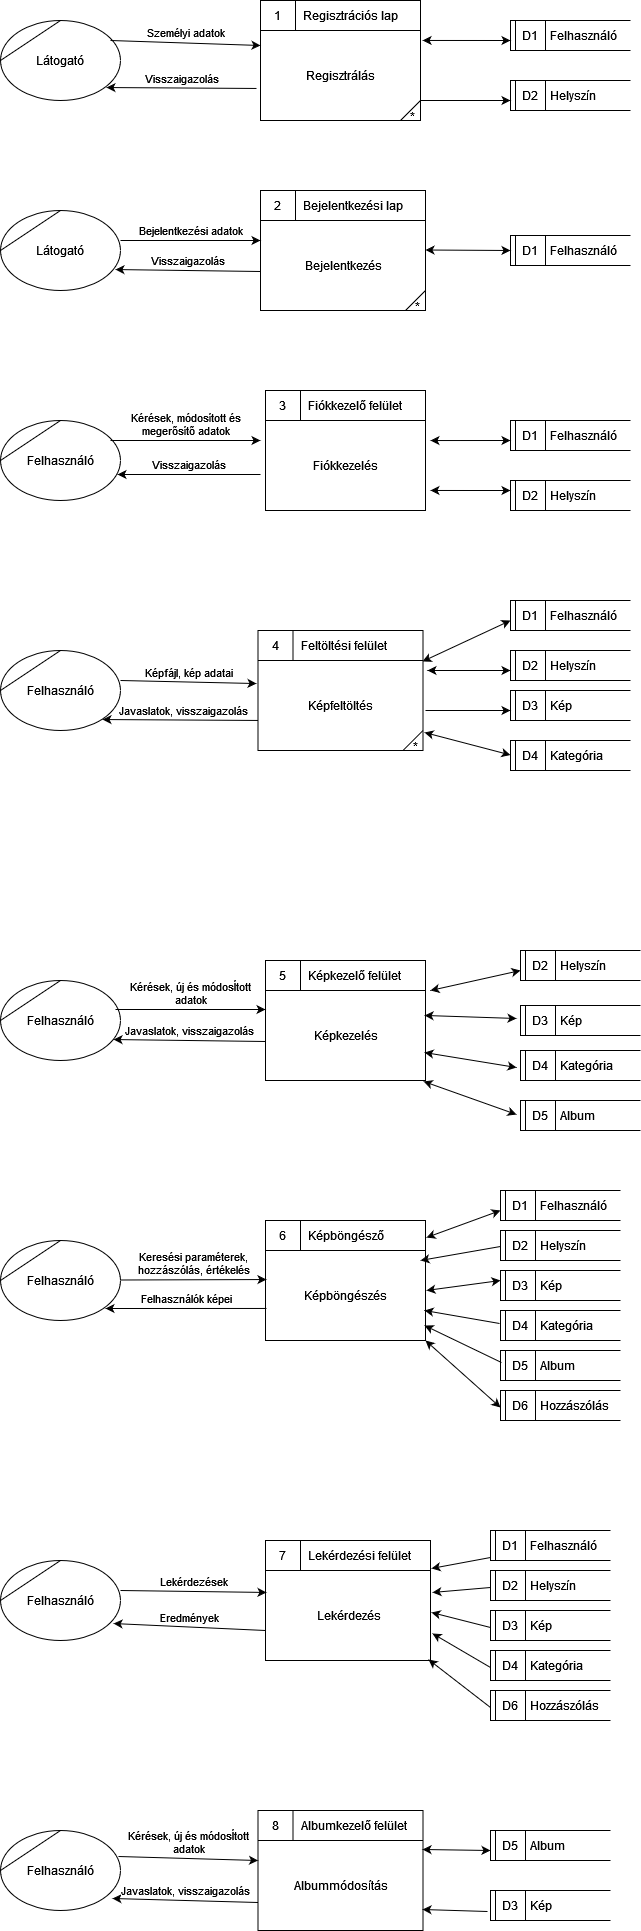 1 Regisztrációs lap
Személyi adatok
Látogató
Visszaigazolás
Regisztrálás
*
D1 Felhasználó
D2 Helyszín
2 Bejelentkezési lap
Bejelentkezési adatok
Látogató
Visszaigazolás
Bejelentkezés
*
D1 Felhasználó
3 Fiókkezelő felület
Kérések, módosított és
megerősítő adatok
Felhasználó
Visszaigazolás
Fiókkezelés
D1 Felhasználó
D2 Helyszín
4 Feltöltési felület
Képfájl, kép adatai
Felhasználó
Javaslatok, visszaigazolás
Képfeltöltés
*
D1 Felhasználó
D2 Helyszín
D3 Kép
D4 Kategória
5 Képkezelő felület
Kérések, új és módosított
adatok
Felhasználó
Javaslatok, visszaigazolás
Képkezelés
D2 Helyszín
D3 Kép
D4 Kategória
D5 Album
6 Képböngésző
Keresési paraméterek,
hozzászólás, értékelés
Felhasználó
Felhasználók képei
Képböngészés
D1 Felhasználó
D2 Helyszín
D3 Kép
D4 Kategória
D5 Album
D6 Hozzászólás
7 Lekérdezési felület
Lekérdezések
Felhasználó
Eredmények
Lekérdezés
D1 Felhasználó
D2 Helyszín
D3 Kép
D4 Kategória
D6 Hozzászólás
8 Albumkezelő felület
Kérések, új és módosított
adatok
Felhasználó
Javaslatok, visszaigazolás
Albummódosítás
D5 Album
D3 Kép